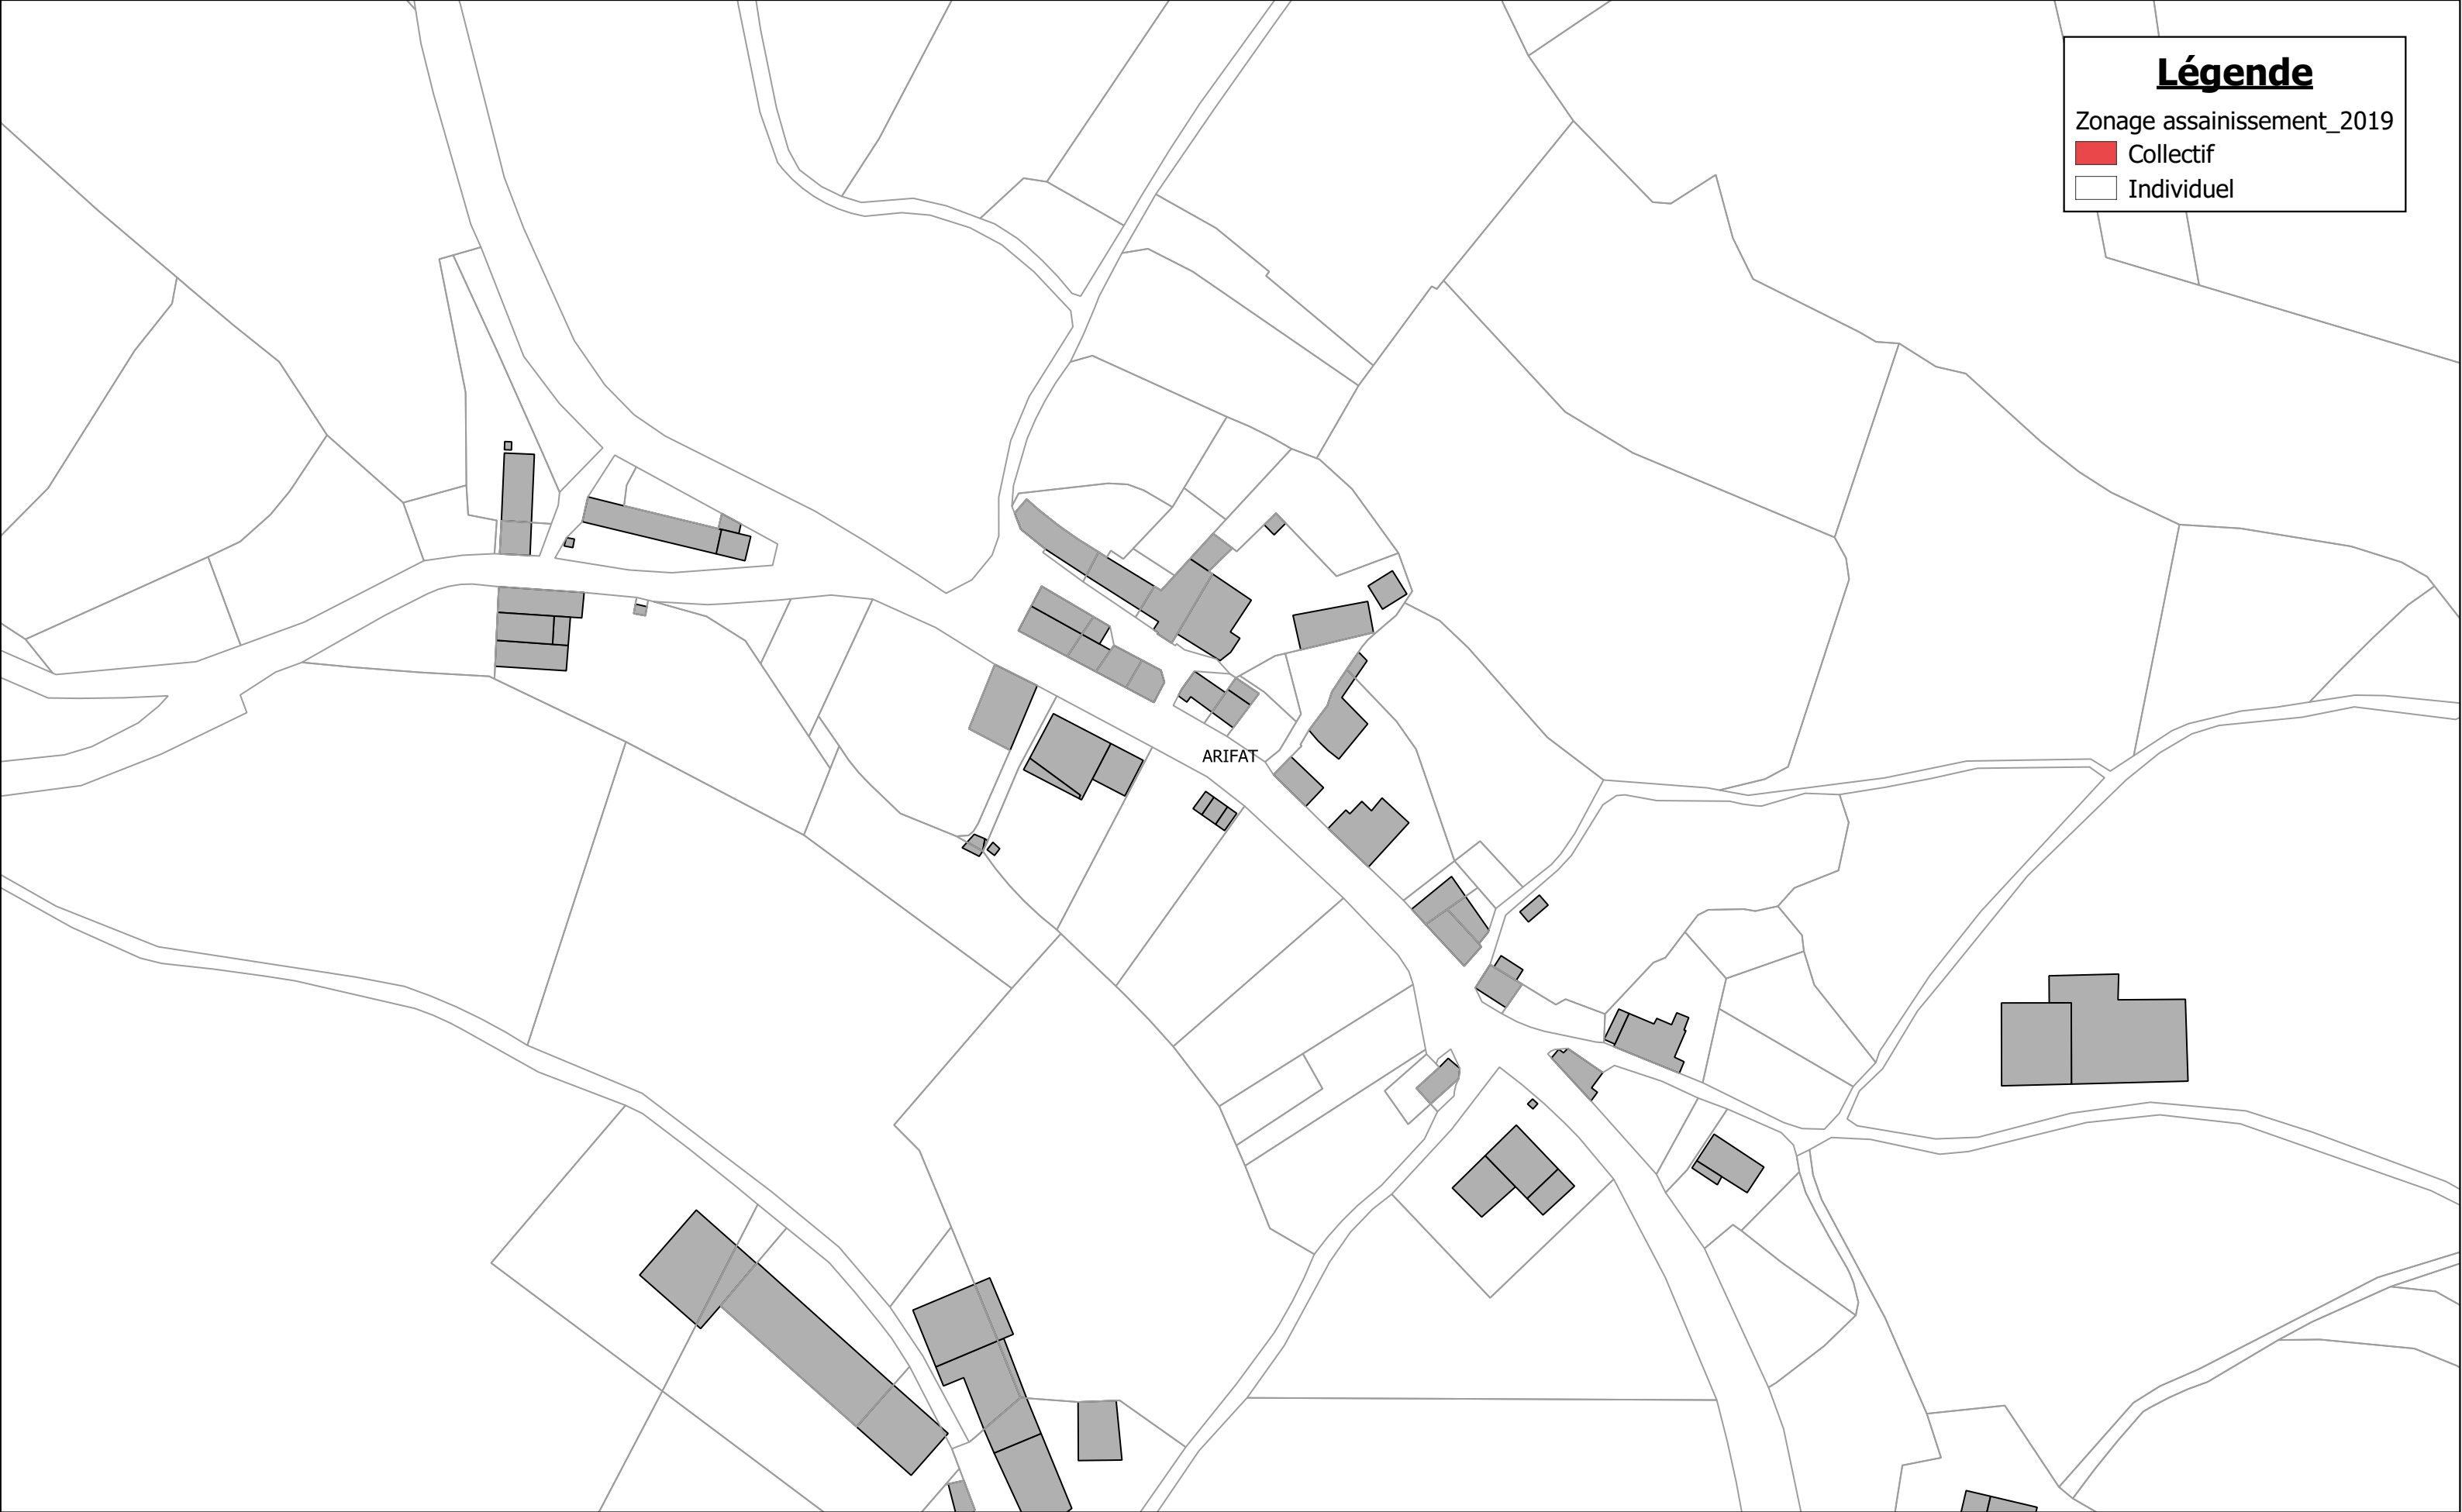 Légende
Zonage assainissement_2019
Collectif
Individuel
ARIFAT